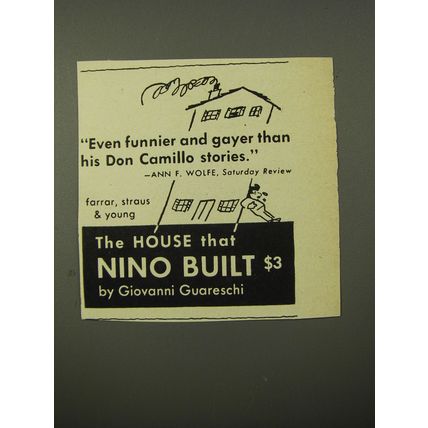 "Even funnier and gayer than
his Don Camillo stories."
—ANN F. WOLFE, Saturday Review
farrar, straus
& young
The HOUSE that
NINO BUILT $3
by Giovanni Guareschi